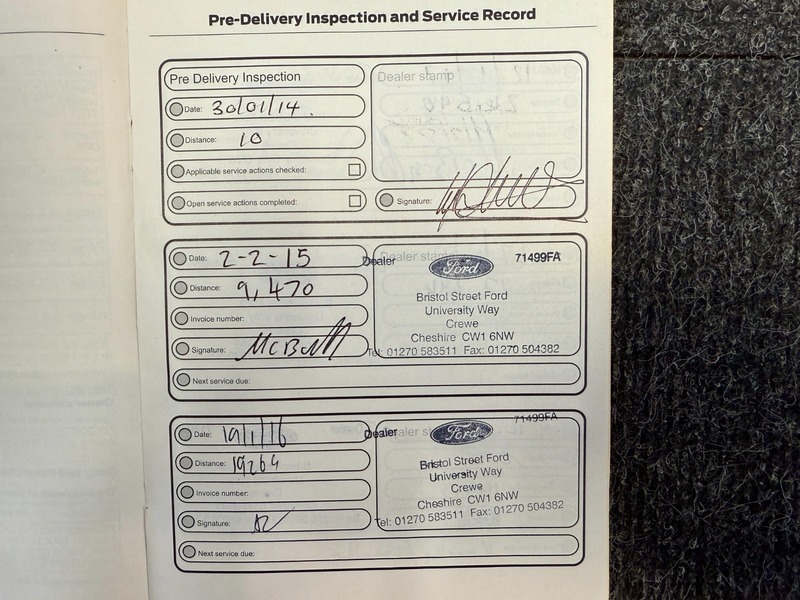 Pre-Delivery Inspection and Service Record
Pre Delivery Inspection
Dealer stamp
Date: 30/01/14.
Distance: 10
Applicable service actions checked:
Open service actions completed:
Signature:
Date: 2-2-15
Distance: 9,470
Invoice number:
Signature:
Next service due:
Dealer stamp
Dealer
Ford
71499FA
Bristol Street Ford
University Way
Crewe
Cheshire CW1 6NW
Tel: 01270 583511 Fax: 01270 504382
Date: 19/1/16
Distance: 19264
Invoice number:
Signature:
Next service due:
Dealer
Ford
71499FA
Bristol Street Ford
University Way
Crewe
Cheshire CW1 6NW
Tel: 01270 583511 Fax: 01270 504382